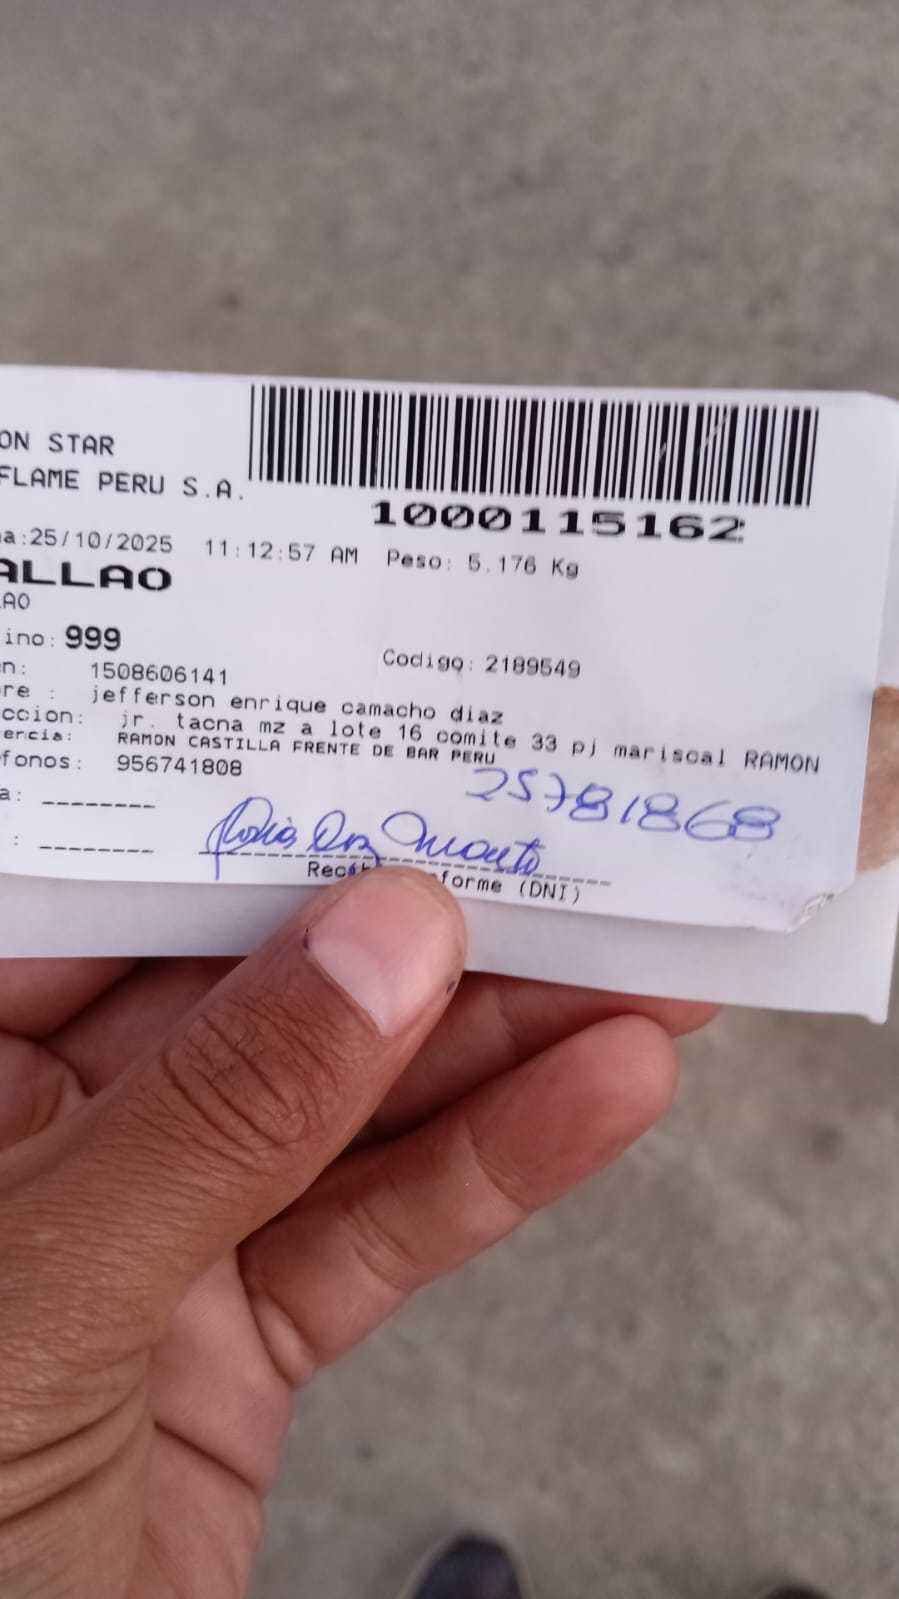 ON STAR
FLAME PERU S.A.
1000115162
a:25/10/2025 11:12:57 AM Peso: 5.176 Kg
ALLAO
AO
ino: 999
n: 1508606141 Codigo: 2189549
re : jefferson enrique camacho diaz
ccion: jr. tacna mz a lote 16 comite 33 pj mariscal RAMON
encia: RAMON CASTILLA FRENTE DE BAR PERU
fonos: 956741808
25781868
a: --------
: --------
forme (DNI)